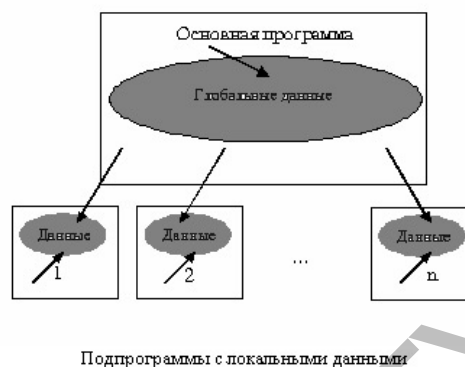 Основная программа
Глобальные данные
Данные
1
Данные
2
...
Данные
n
Подпрограммы с локальными данными